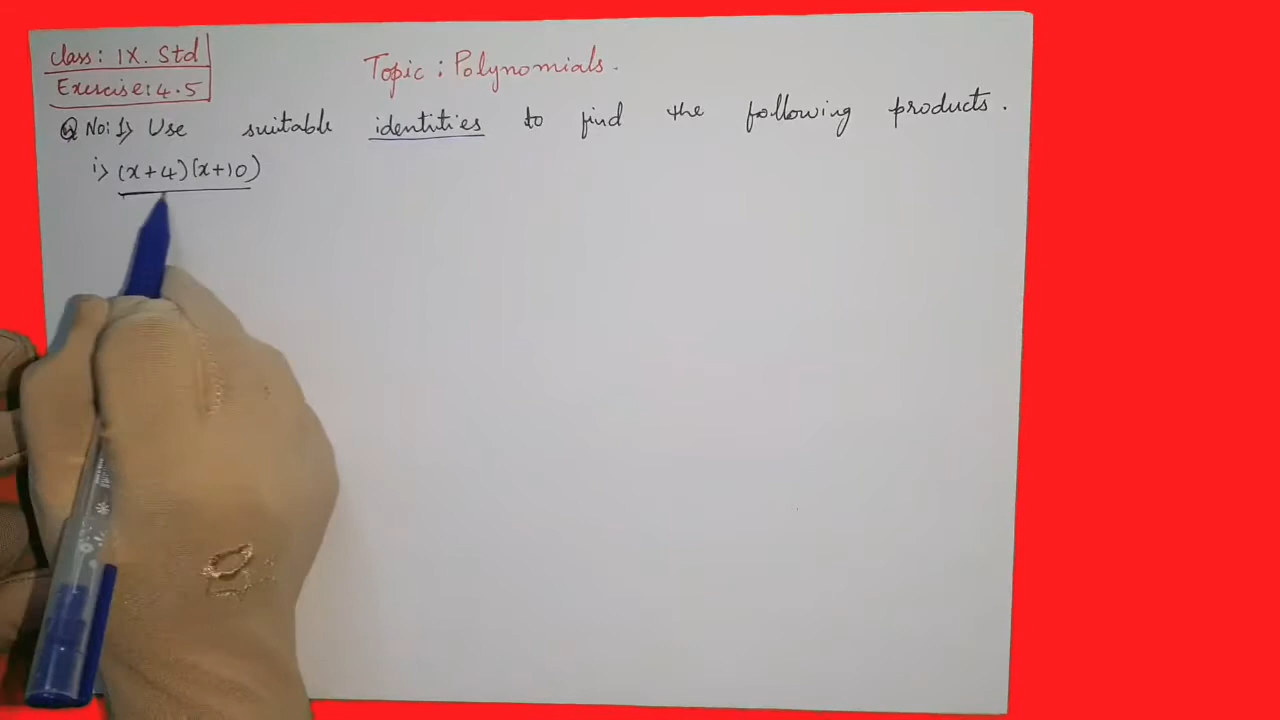 Class: IX. Std
Exercise: 4.5
Topic: Polynomials.
Q No: 1) Use suitable identities to find the following products.
i) (x+4)(x+10)